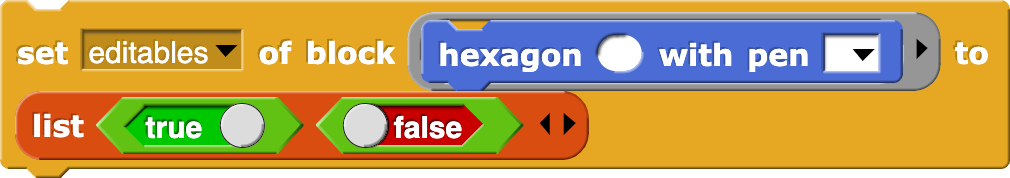 set editables of block hexagon with pen to
list true false